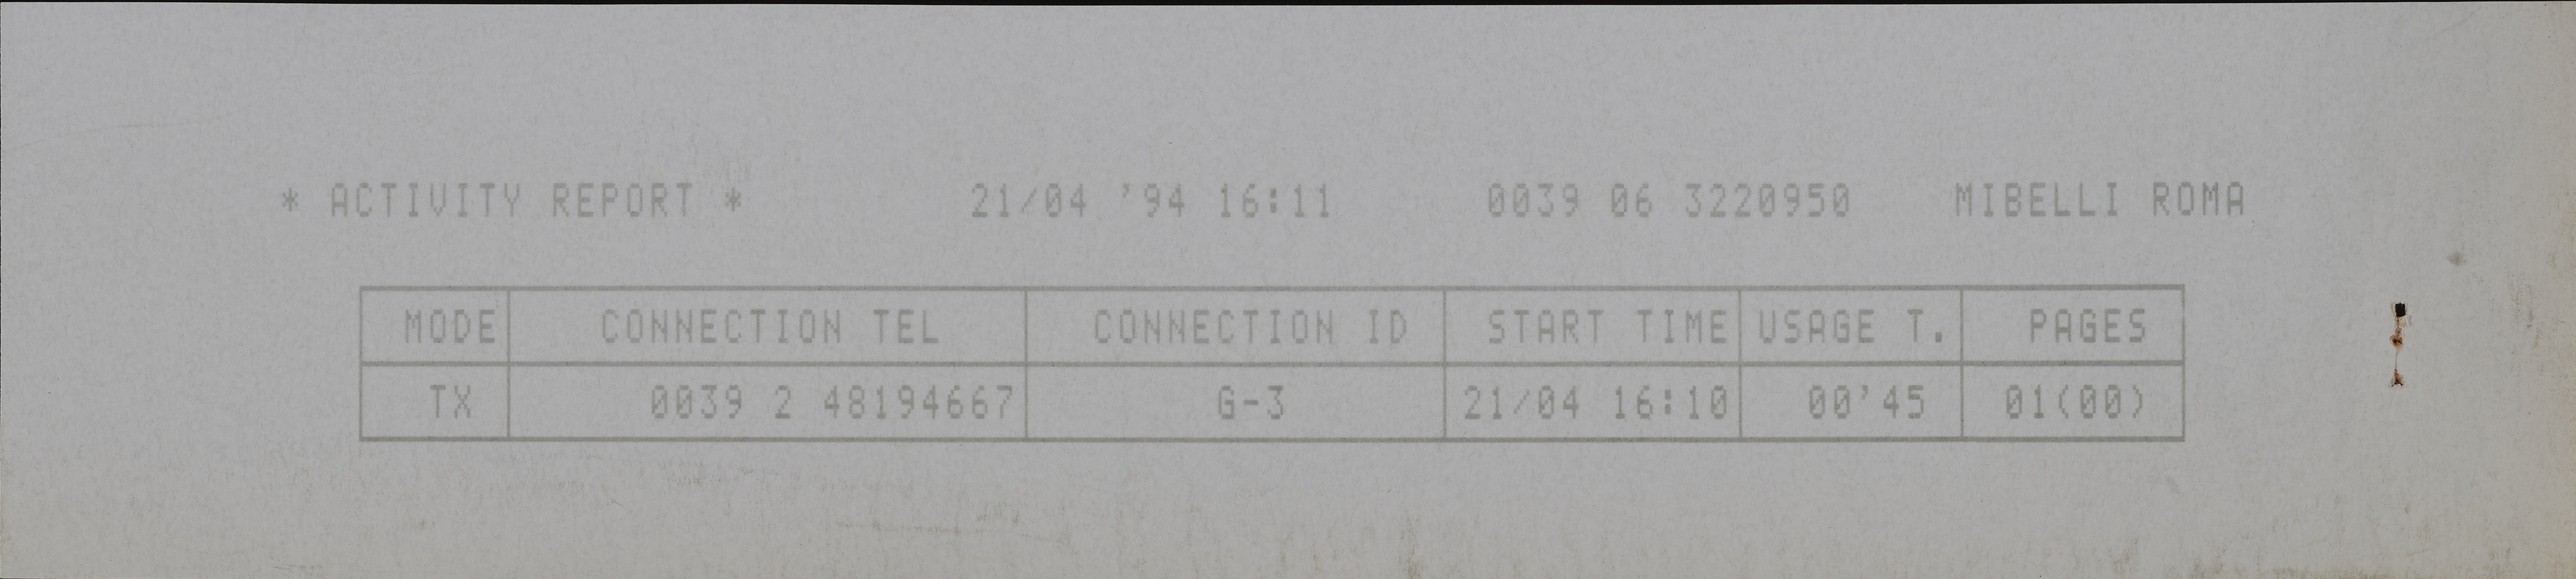 * ACTIVITY REPORT * 21/04 '94 16:11 0039 06 3220950 MIBELLI ROMA
MODE CONNECTION TEL CONNECTION ID START TIME USAGE T. PAGES
TX 0039 2 48194667 G-3 21/04 16:10 00'45 01(00)